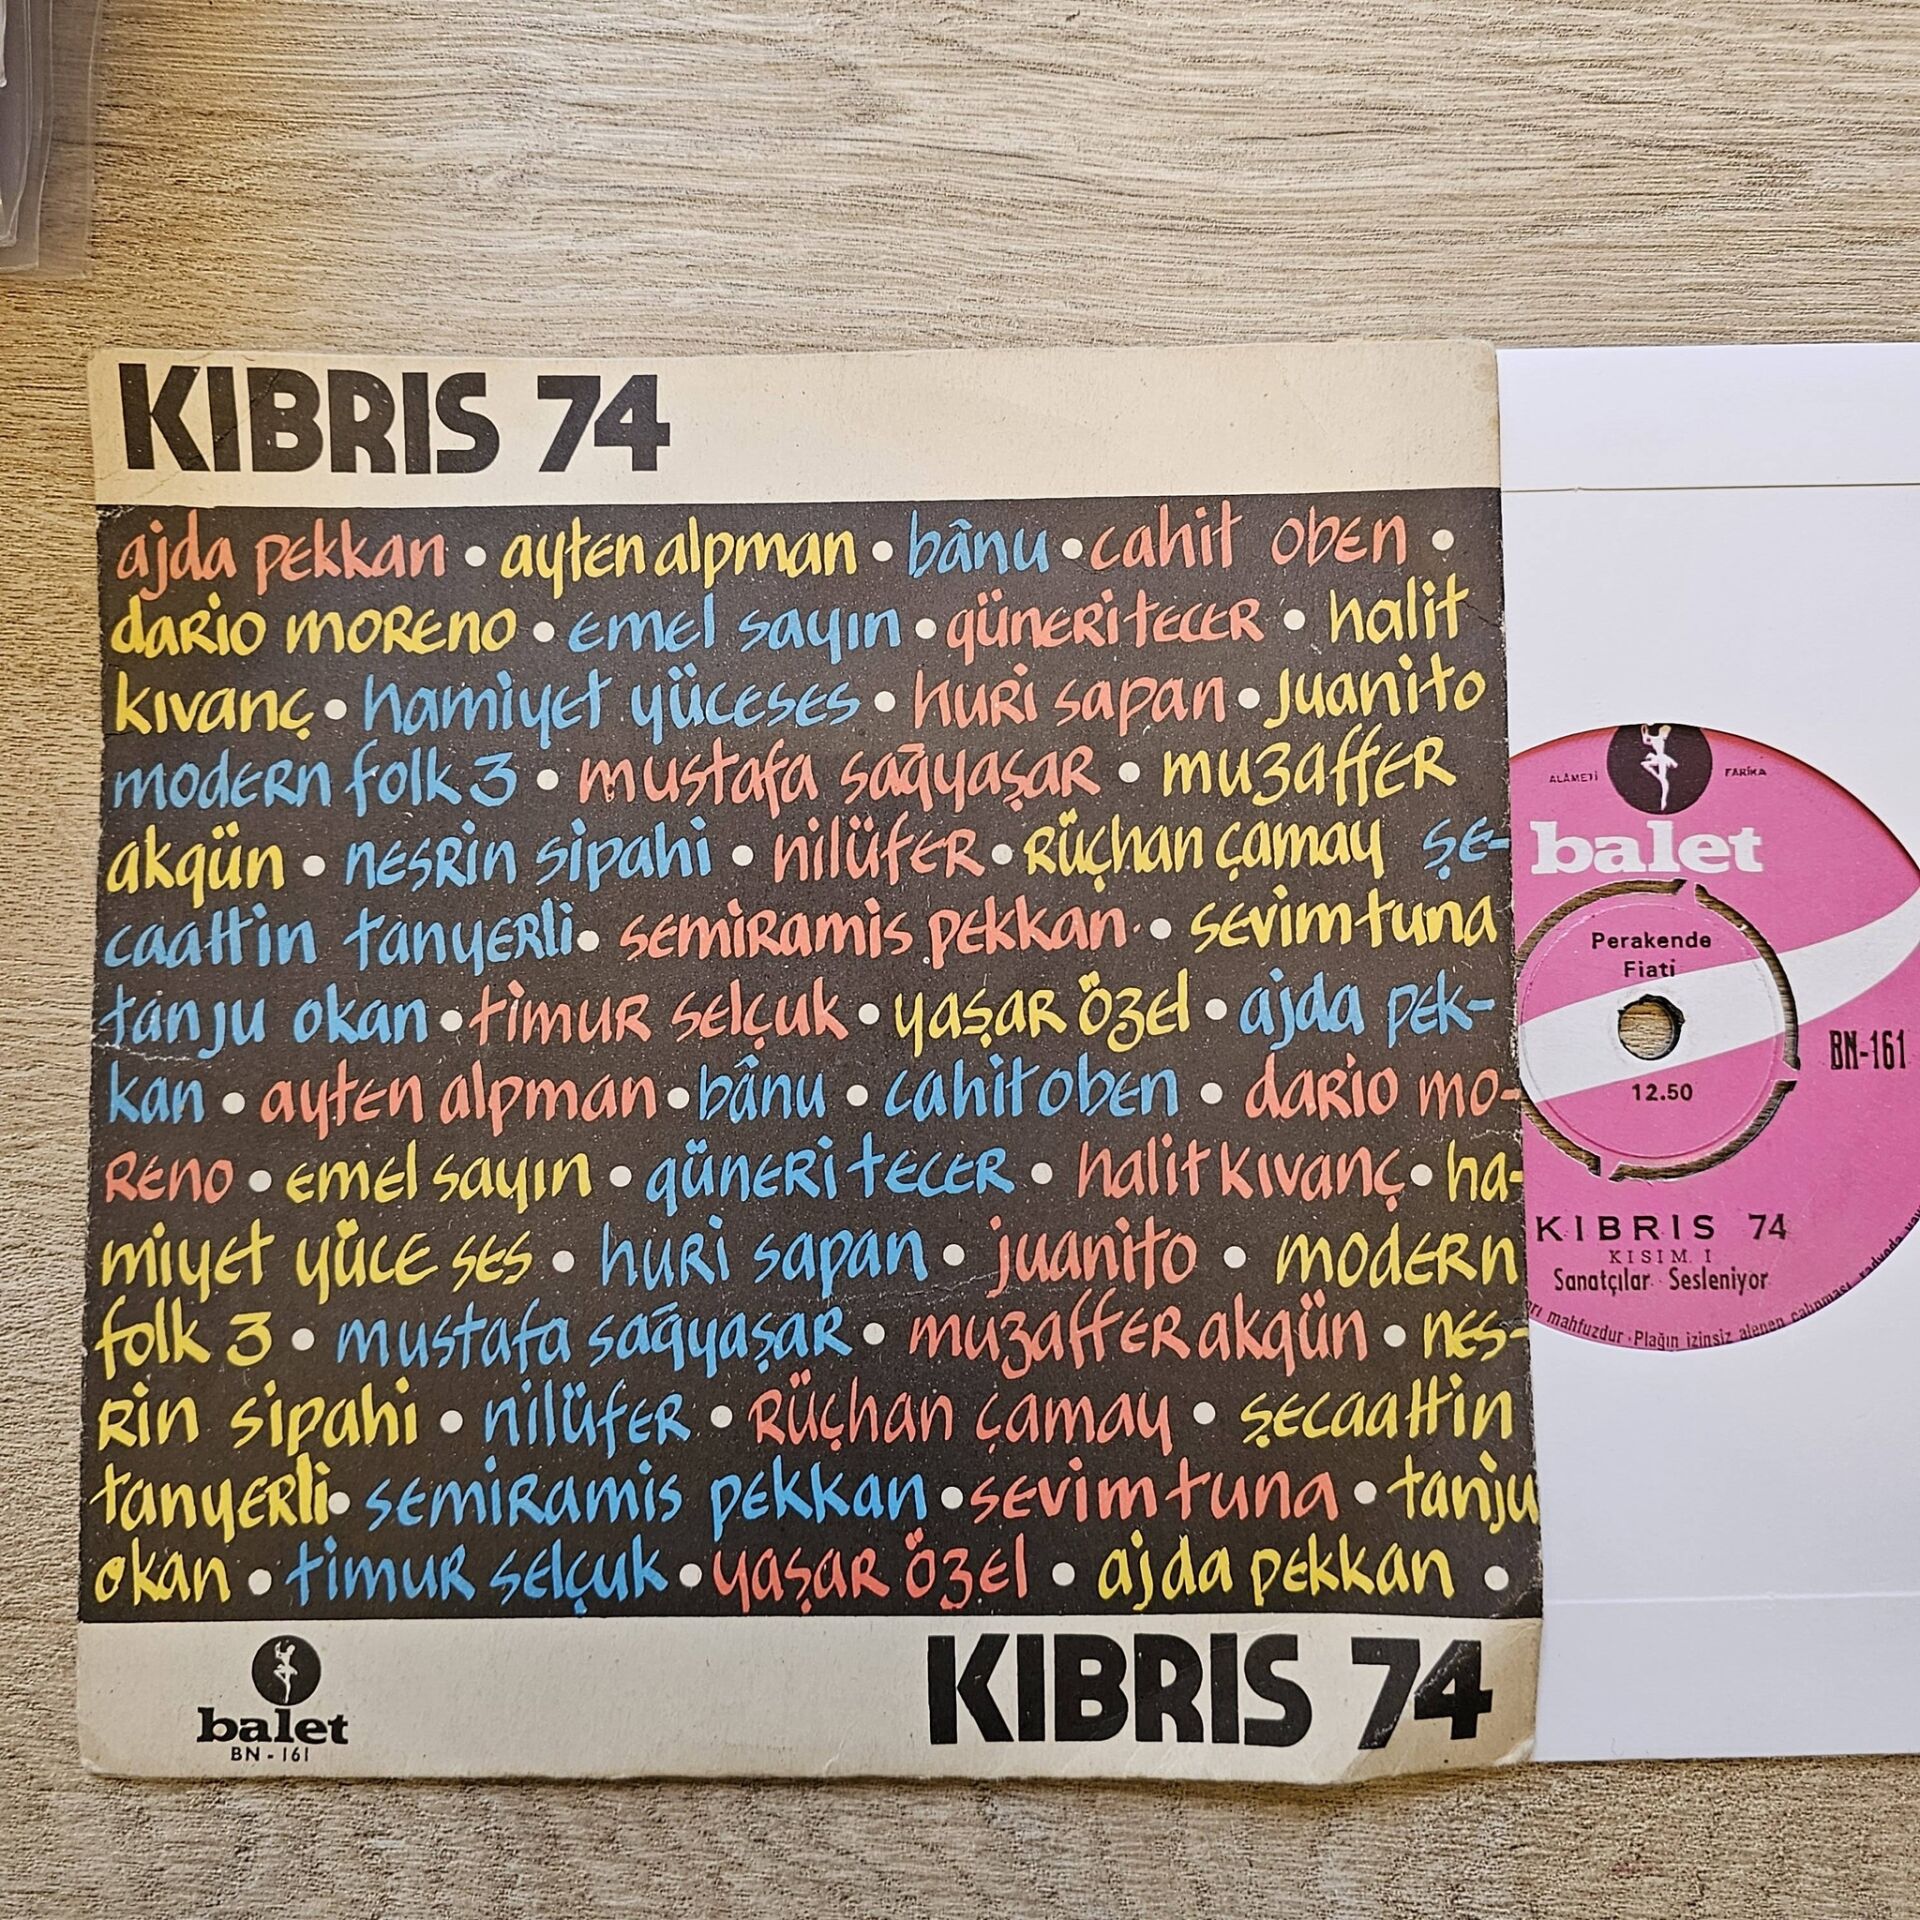 KIBRIS 74
ajda pekkan • ayten alpman • bânu • cahit oben •
dario moreno • emel sayın • güneri tecer • halit
kıvanç • hamiyet yüceses • huri sapan • juanito
modern folk 3 • mustafa sağyaşar • muzaffer
akgün • nesrin sipahi • nilüfer • rüçhan çamay şe-
caattin tanyerli • semiramis pekkan • sevim tuna
tanju okan • timur selçuk • yaşar özel • ajda pek-
kan • ayten alpman • bânu • cahit oben • dario mo-
reno • emel sayın • güneri tecer • halit kıvanç • ha-
miyet yüce ses • huri sapan • juanito • modern
folk 3 • mustafa sağyaşar • muzaffer akgün • nes-
rin sipahi • nilüfer • rüçhan çamay • şecaattin
tanyerli • semiramis pekkan • sevim tuna • tanju
okan • timur selçuk • yaşar özel • ajda pekkan •
balet
BN - 161
KIBRIS 74
ALAMETİ FARİKA
balet
Perakende
Fiati
12.50
BN-161
KIBRIS 74
KISIM I
Sanatçılar Sesleniyor
mahfuzdur. Plağın izinsiz alenen çalınması radyoda